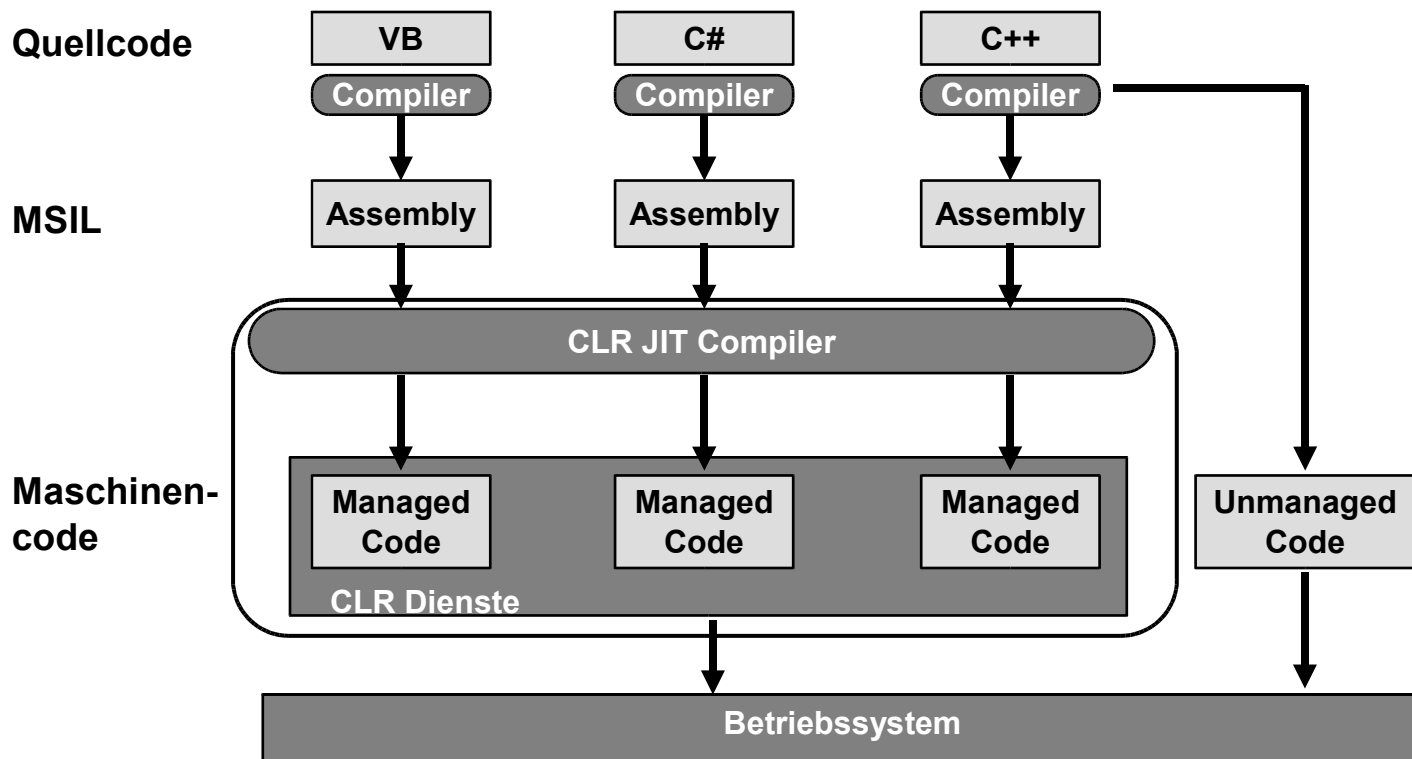 Quellcode
VB
C#
C++
Compiler
Compiler
Compiler
MSIL
Assembly
Assembly
Assembly
CLR JIT Compiler
Maschinen-
code
Managed
Code
Managed
Code
Managed
Code
Unmanaged
Code
CLR Dienste
Betriebssystem